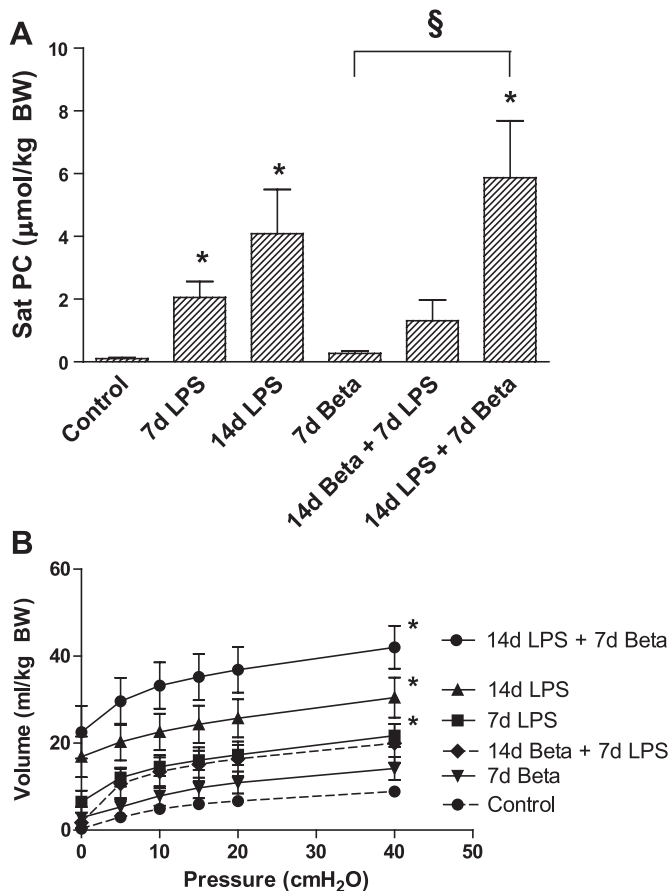 A
§
10
8
6
4
2
0
Sat PC (μmol/kg BW)
*
*
*
Control
7d LPS
14d LPS
7d Beta
14d Beta + 7d LPS
14d LPS + 7d Beta
B
60
40
20
0
Volume (ml/kg BW)
*
*
*
14d LPS + 7d Beta
14d LPS
7d LPS
14d Beta + 7d LPS
7d Beta
Control
0 10 20 30 40 50
Pressure (cmH₂O)